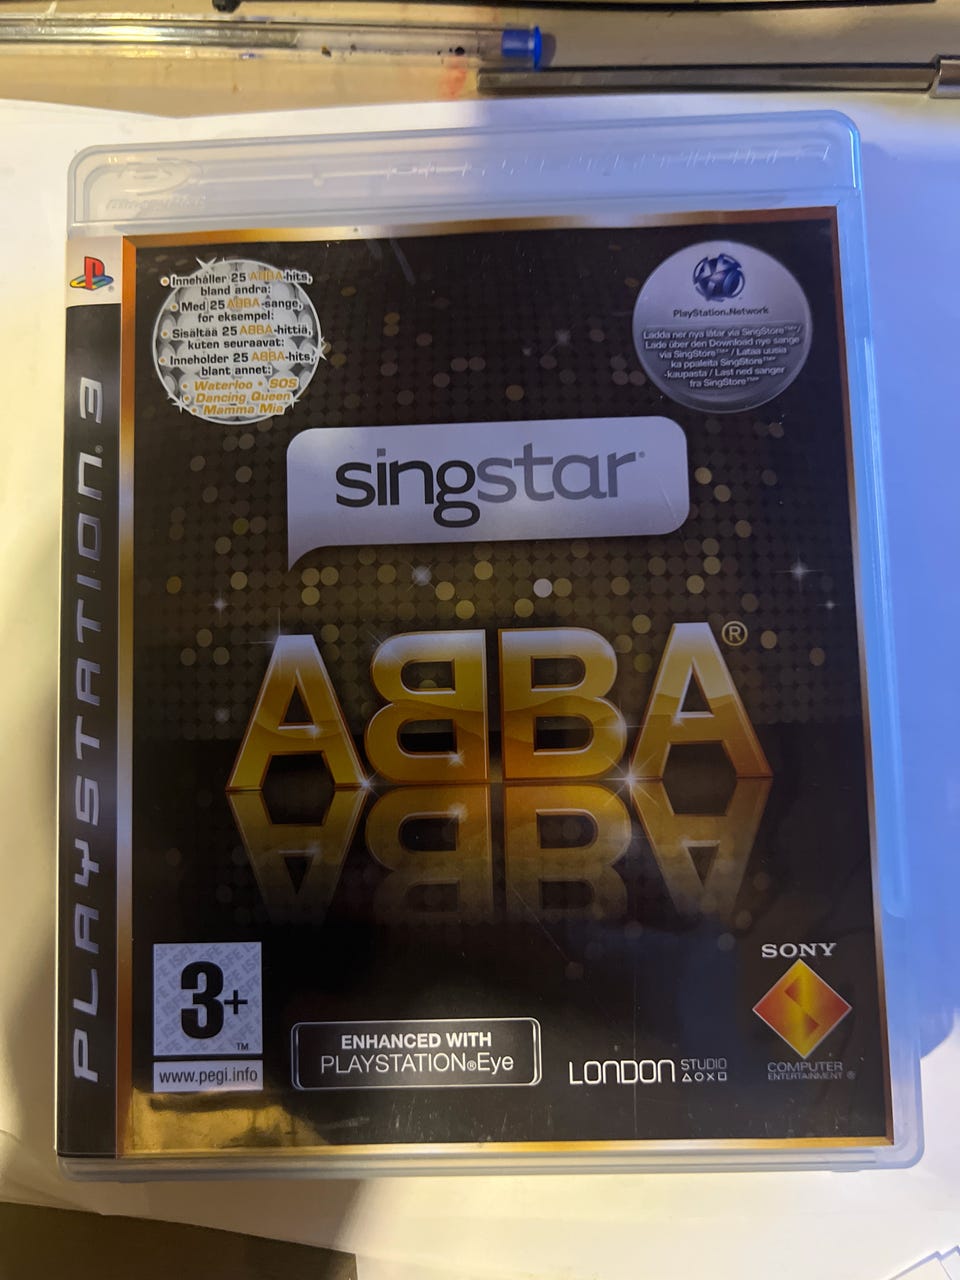 PLAYSTATION®3
• Innehåller 25 ABBA-hits,
bland andra:
• Med 25 ABBA-sange,
for eksempel:
• Sisältää 25 ABBA-hittiä,
kuten seuraavat:
• Inneholder 25 ABBA-hits,
blant annet:
• Waterloo • SOS
• Dancing Queen
• Mamma Mia
PlayStation®Network
Ladda ner nya låtar via SingStore™/
Download nye sange
via SingStore™ / Lataa uusia
kappaleita SingStore™
-kaupasta / Last ned sanger
fra SingStore™
singstar
ABBA®
3+™
www.pegi.info
ENHANCED WITH
PLAYSTATION®Eye
LONDON STUDIO
SONY
COMPUTER
ENTERTAINMENT®